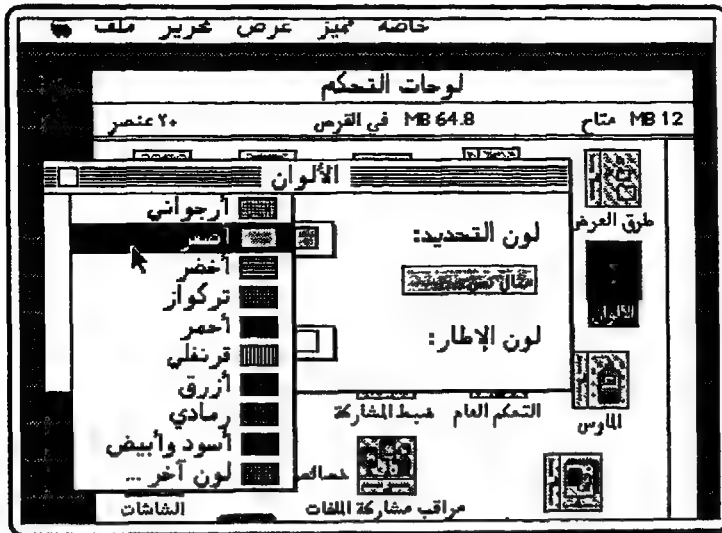 ملف تحرير عرض تمييز خاصة
لوحات التحكم
٢٠ عنصر 64.8 MB في القرص 12 MB متاح
الألوان
طرق العرض
الألوان
الماوس
لون التحديد:
لون الإطار:
أرجواني
أصفر
أخضر
تركواز
أحمر
قرنفلي
أزرق
رمادي
أسود وأبيض
لون آخر ...
التحكم العام
ضبط المشاركة
مراقب مشاركة الملفات
الشاشات